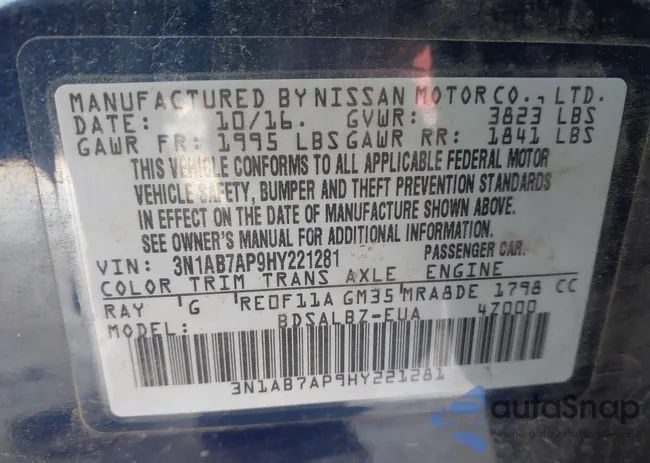 MANUFACTURED BY NISSAN MOTOR CO., LTD.
DATE: 10/16. GVWR: 3823 LBS
GAWR FR: 1995 LBS GAWR RR: 1841 LBS
THIS VEHICLE CONFORMS TO ALL APPLICABLE FEDERAL MOTOR
VEHICLE SAFETY, BUMPER AND THEFT PREVENTION STANDARDS
IN EFFECT ON THE DATE OF MANUFACTURE SHOWN ABOVE.
SEE OWNER'S MANUAL FOR ADDITIONAL INFORMATION.
VIN: 3N1AB7AP9HY221281 PASSENGER CAR.
COLOR TRIM TRANS AXLE ENGINE
RAY G RE0F11A GM35 MRA8DE 1798 CC
MODEL: BDSALBZ-EUA 4Z000
3N1AB7AP9HY221281
autoSnap